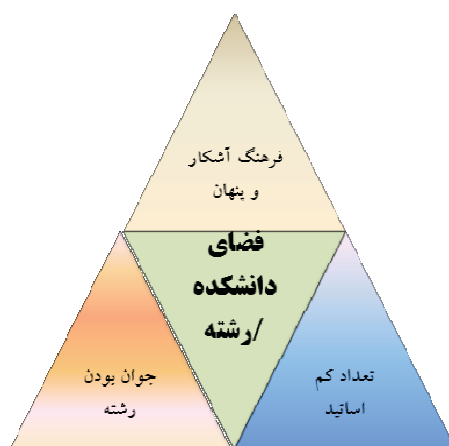 فرهنگ آشکار
و پنهان
فضای
دانشکده
/رشته
جوان بودن
رشته
تعداد کم
اساتید